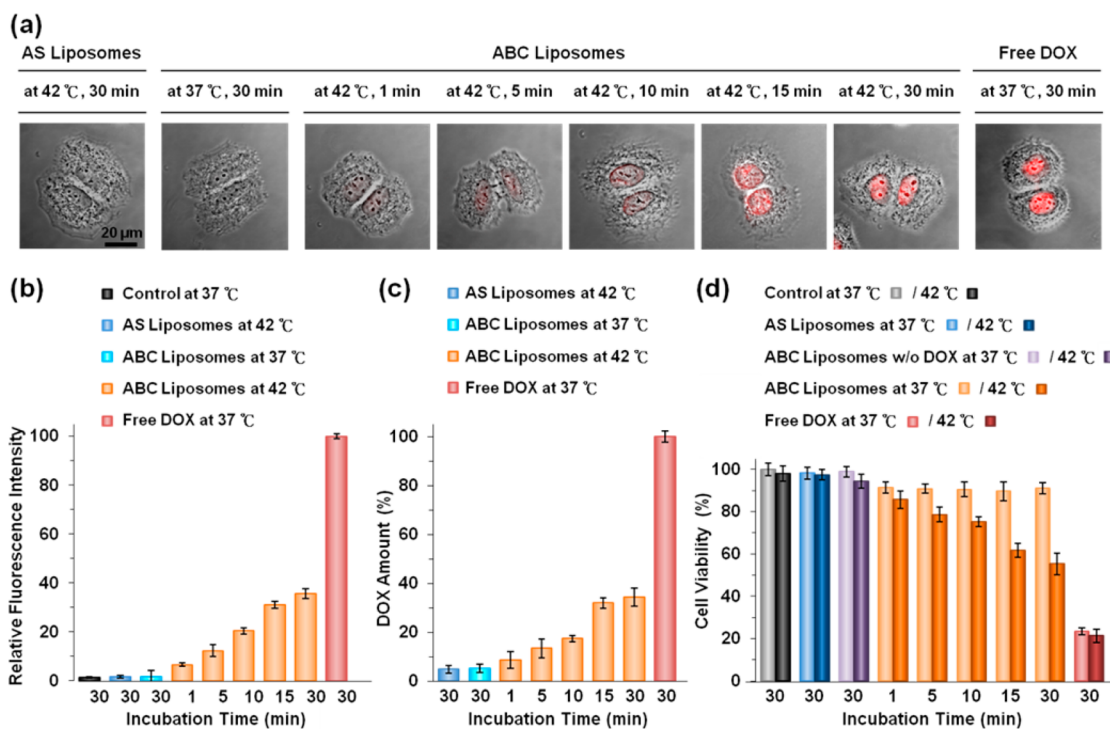 (a)
AS Liposomes ABC Liposomes Free DOX
at 42 ℃, 30 min at 37 ℃, 30 min at 42 ℃, 1 min at 42 ℃, 5 min at 42 ℃, 10 min at 42 ℃, 15 min at 42 ℃, 30 min at 37 ℃, 30 min
20 µm
(b)
Control at 37 ℃
AS Liposomes at 42 ℃
ABC Liposomes at 37 ℃
ABC Liposomes at 42 ℃
Free DOX at 37 ℃
Relative Fluorescence Intensity
100
80
60
40
20
0
30 30 30 1 5 10 15 30 30
Incubation Time (min)
(c)
AS Liposomes at 42 ℃
ABC Liposomes at 37 ℃
ABC Liposomes at 42 ℃
Free DOX at 37 ℃
DOX Amount (%)
100
80
60
40
20
0
30 30 1 5 10 15 30 30
Incubation Time (min)
(d)
Control at 37 ℃ / 42℃
AS Liposomes at 37 ℃ / 42℃
ABC Liposomes w/o DOX at 37 ℃ / 42℃
ABC Liposomes at 37 ℃ / 42℃
Free DOX at 37 ℃ / 42℃
Cell Viability (%)
100
80
60
40
20
0
30 30 30 1 5 10 15 30 30
Incubation Time (min)